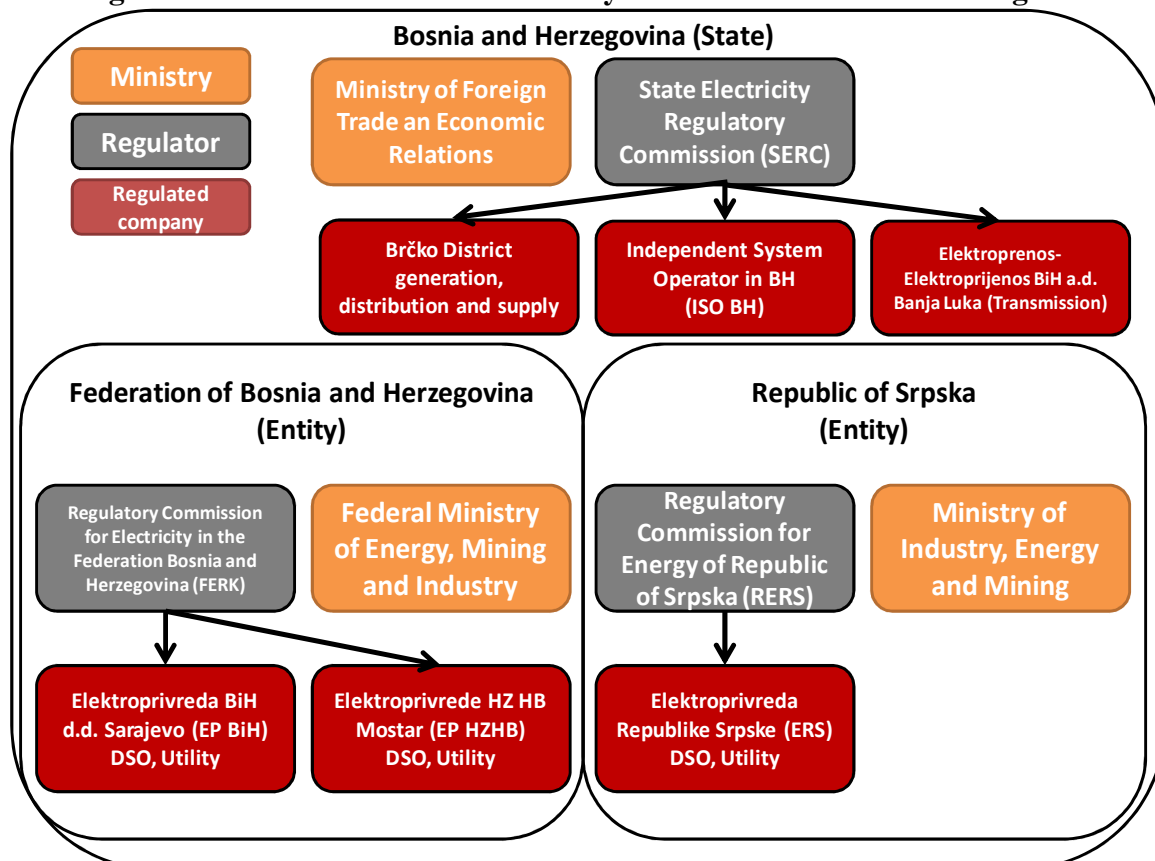 Bosnia and Herzegovina (State)
Ministry
Regulator
Regulated
company
Ministry of Foreign
Trade an Economic
Relations
State Electricity
Regulatory
Commission (SERC)
Brčko District
generation,
distribution and supply
Independent System
Operator in BH
(ISO BH)
Elektroprenos-
Elektroprijenos BiH a.d.
Banja Luka (Transmission)
Federation of Bosnia and Herzegovina
(Entity)
Republic of Srpska
(Entity)
Regulatory Commission
for Electricity in the
Federation Bosnia and
Herzegovina (FERK)
Federal Ministry
of Energy, Mining
and Industry
Regulatory
Commission for
Energy of Republic
of Srpska (RERS)
Ministry of
Industry, Energy
and Mining
Elektroprivreda BiH
d.d. Sarajevo (EP BiH)
DSO, Utility
Elektroprivrede HZ HB
Mostar (EP HZHB)
DSO, Utility
Elektroprivreda
Republike Srpske (ERS)
DSO, Utility